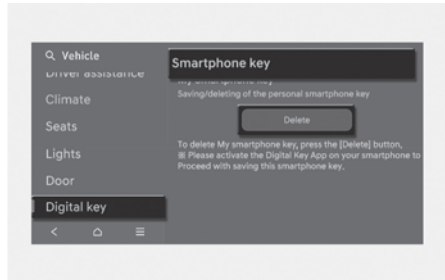 Vehicle
Driver assistance
Climate
Seats
Lights
Door
Digital key
Smartphone key
My smartphone key
Saving/deleting of the personal smartphone key
Delete
To delete My smartphone key, press the [Delete] button,
※ Please activate the Digital Key App on your smartphone to
Proceed with saving this smartphone key.